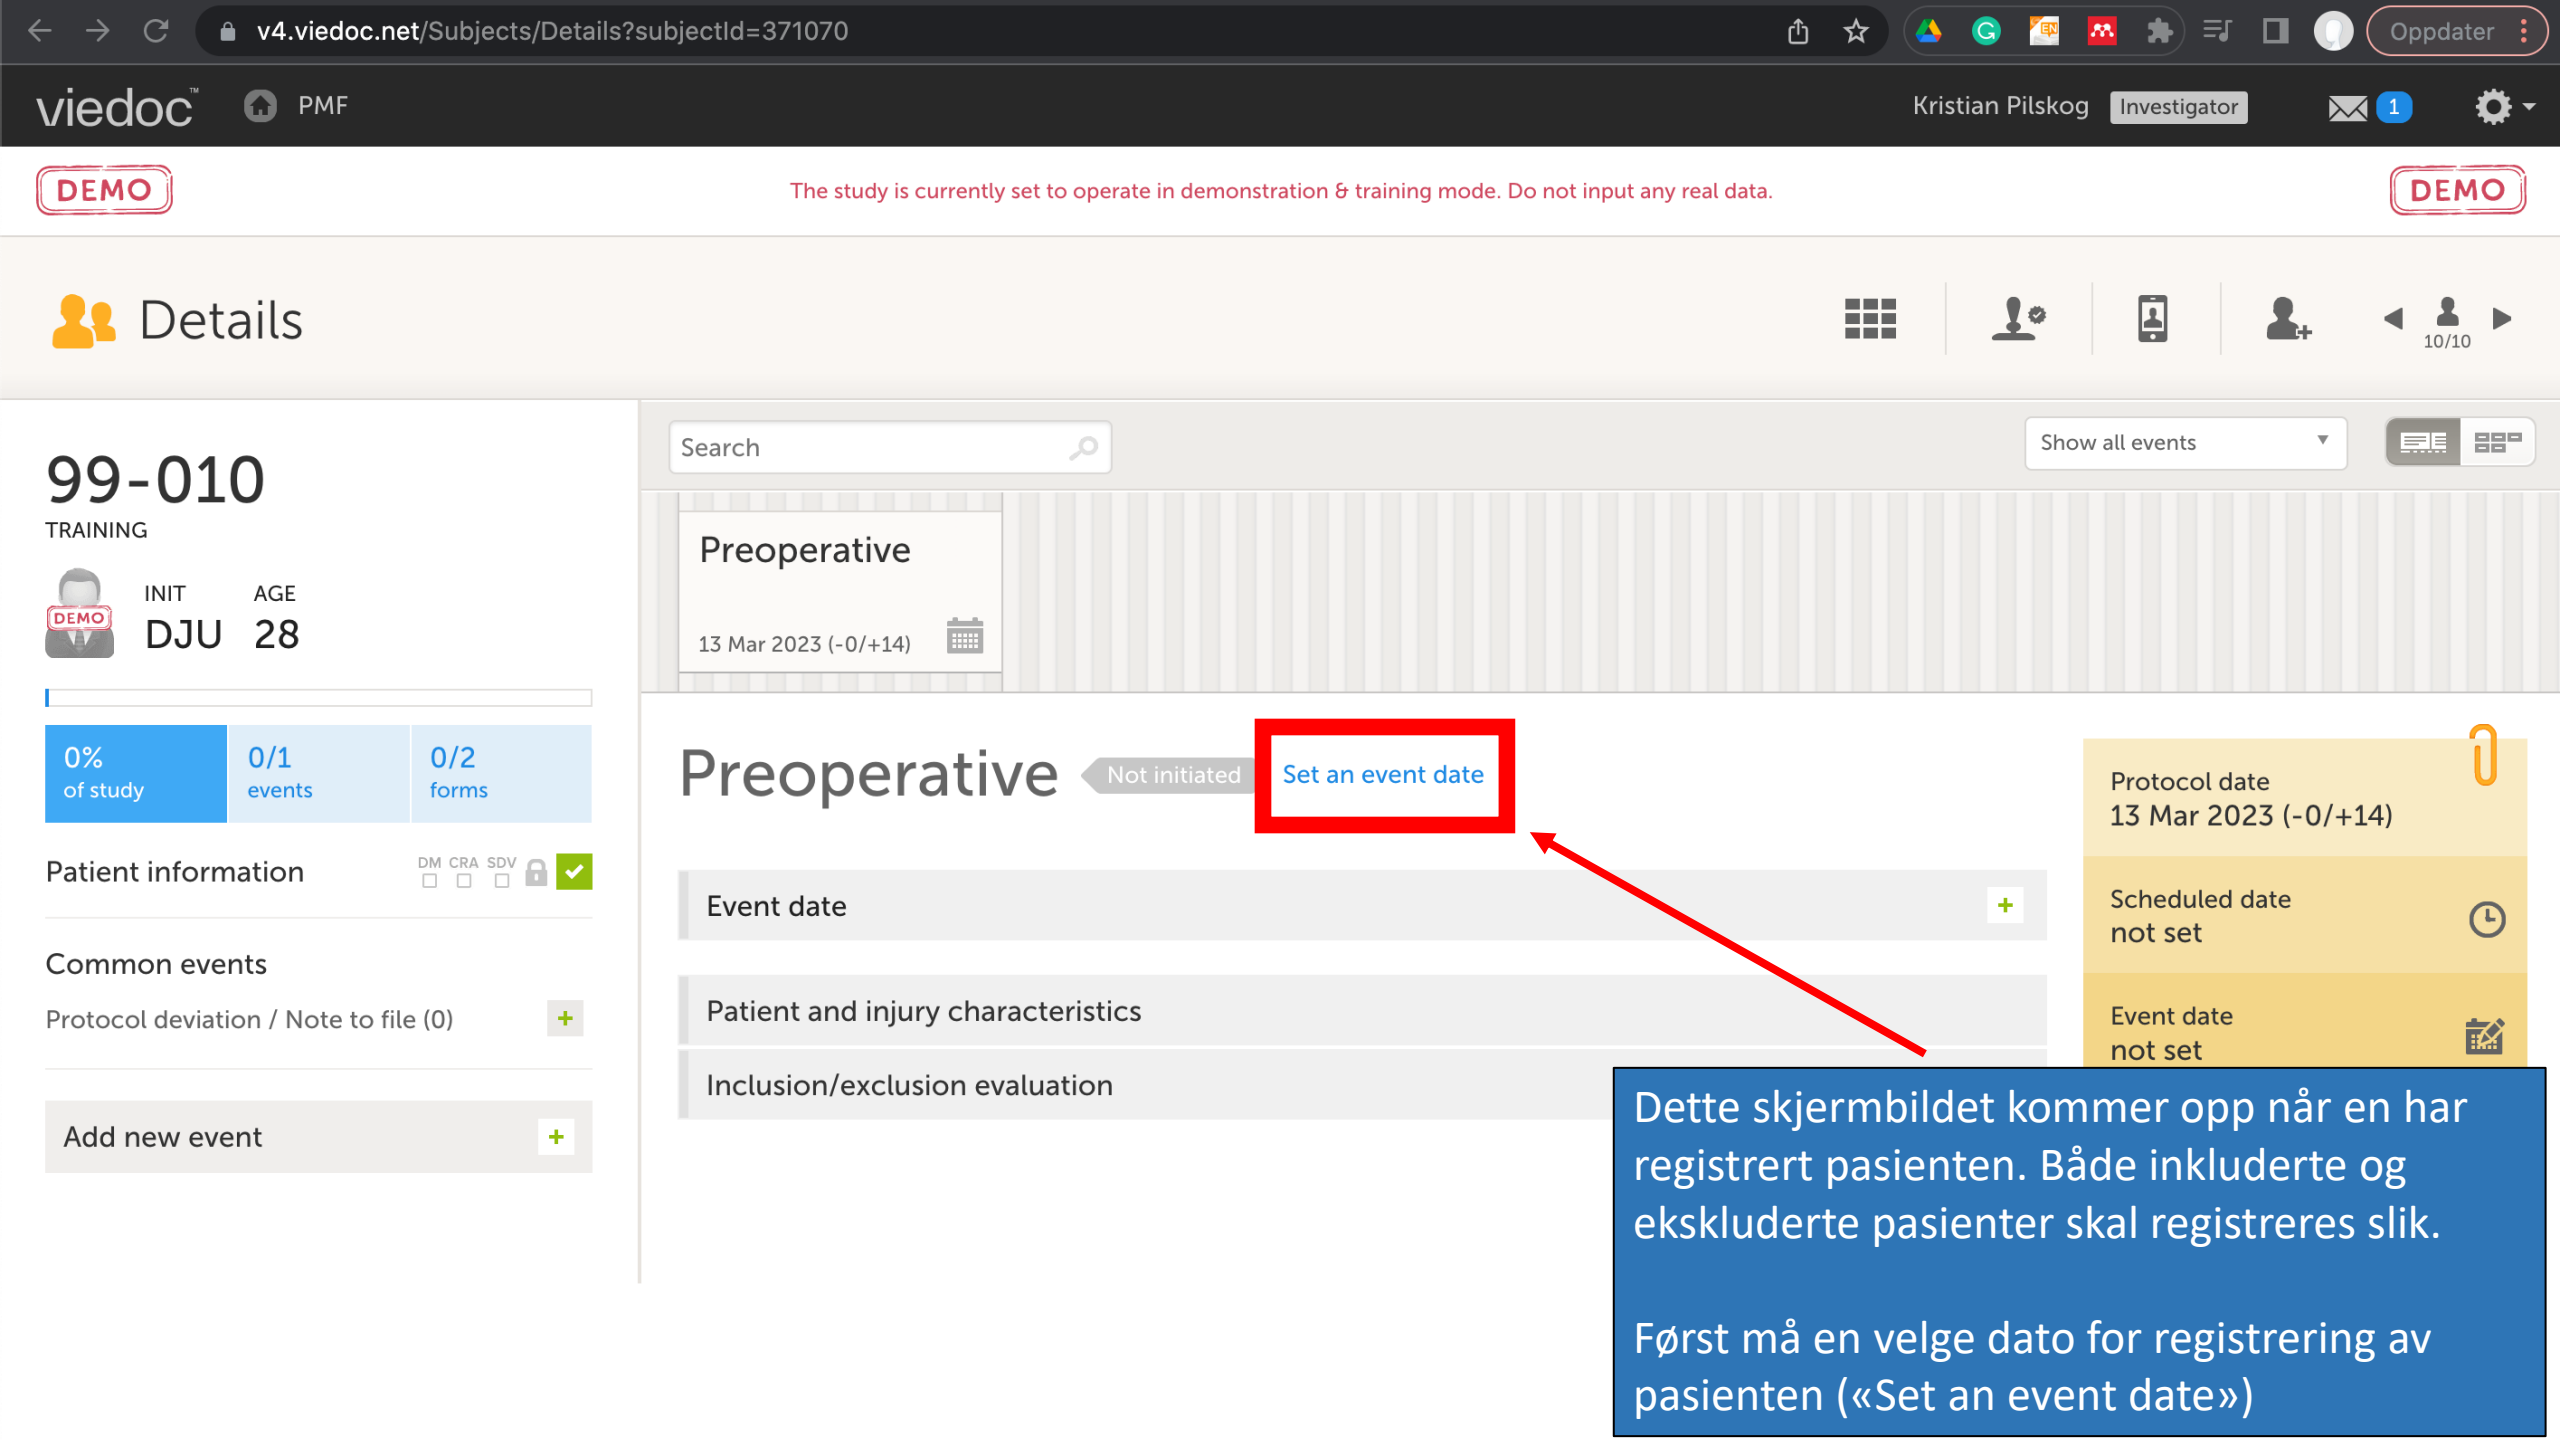 v4.viedoc.net/Subjects/Details?subjectId=371070
Oppdater
viedoc™
PMF
Kristian Pilskog
Investigator
1
DEMO
The study is currently set to operate in demonstration & training mode. Do not input any real data.
DEMO
Details
10/10
99-010
TRAINING
DEMO
INIT AGE
DJU 28
0%
of study
0/1
events
0/2
forms
Patient information
DM CRA SDV
Common events
Protocol deviation / Note to file (0)
Add new event
Search
Show all events
Preoperative
13 Mar 2023 (-0/+14)
Preoperative
Not initiated
Set an event date
Event date
Patient and injury characteristics
Inclusion/exclusion evaluation
Protocol date
13 Mar 2023 (-0/+14)
Scheduled date
not set
Event date
not set
Dette skjermbildet kommer opp når en har
registrert pasienten. Både inkluderte og
ekskluderte pasienter skal registreres slik.
Først må en velge dato for registrering av
pasienten («Set an event date»)